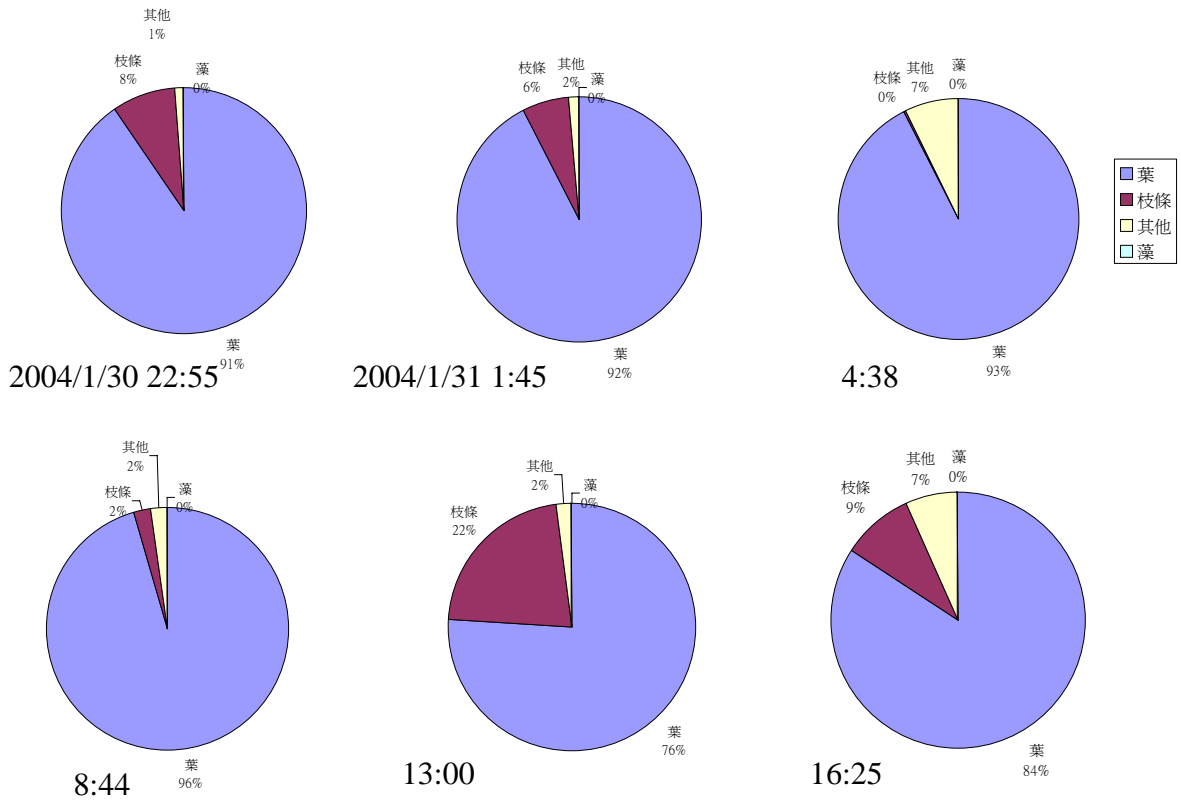 其他
1%
枝條
8%
藻
0%
葉
91%
2004/1/30 22:55
枝條
6%
其他
2%
藻
0%
葉
92%
2004/1/31 1:45
枝條
0%
其他
7%
藻
0%
葉
93%
4:38
葉
枝條
其他
藻
其他
2%
枝條
2%
藻
0%
葉
96%
8:44
枝條
22%
其他
2%
藻
0%
葉
76%
13:00
枝條
9%
其他
7%
藻
0%
葉
84%
16:25